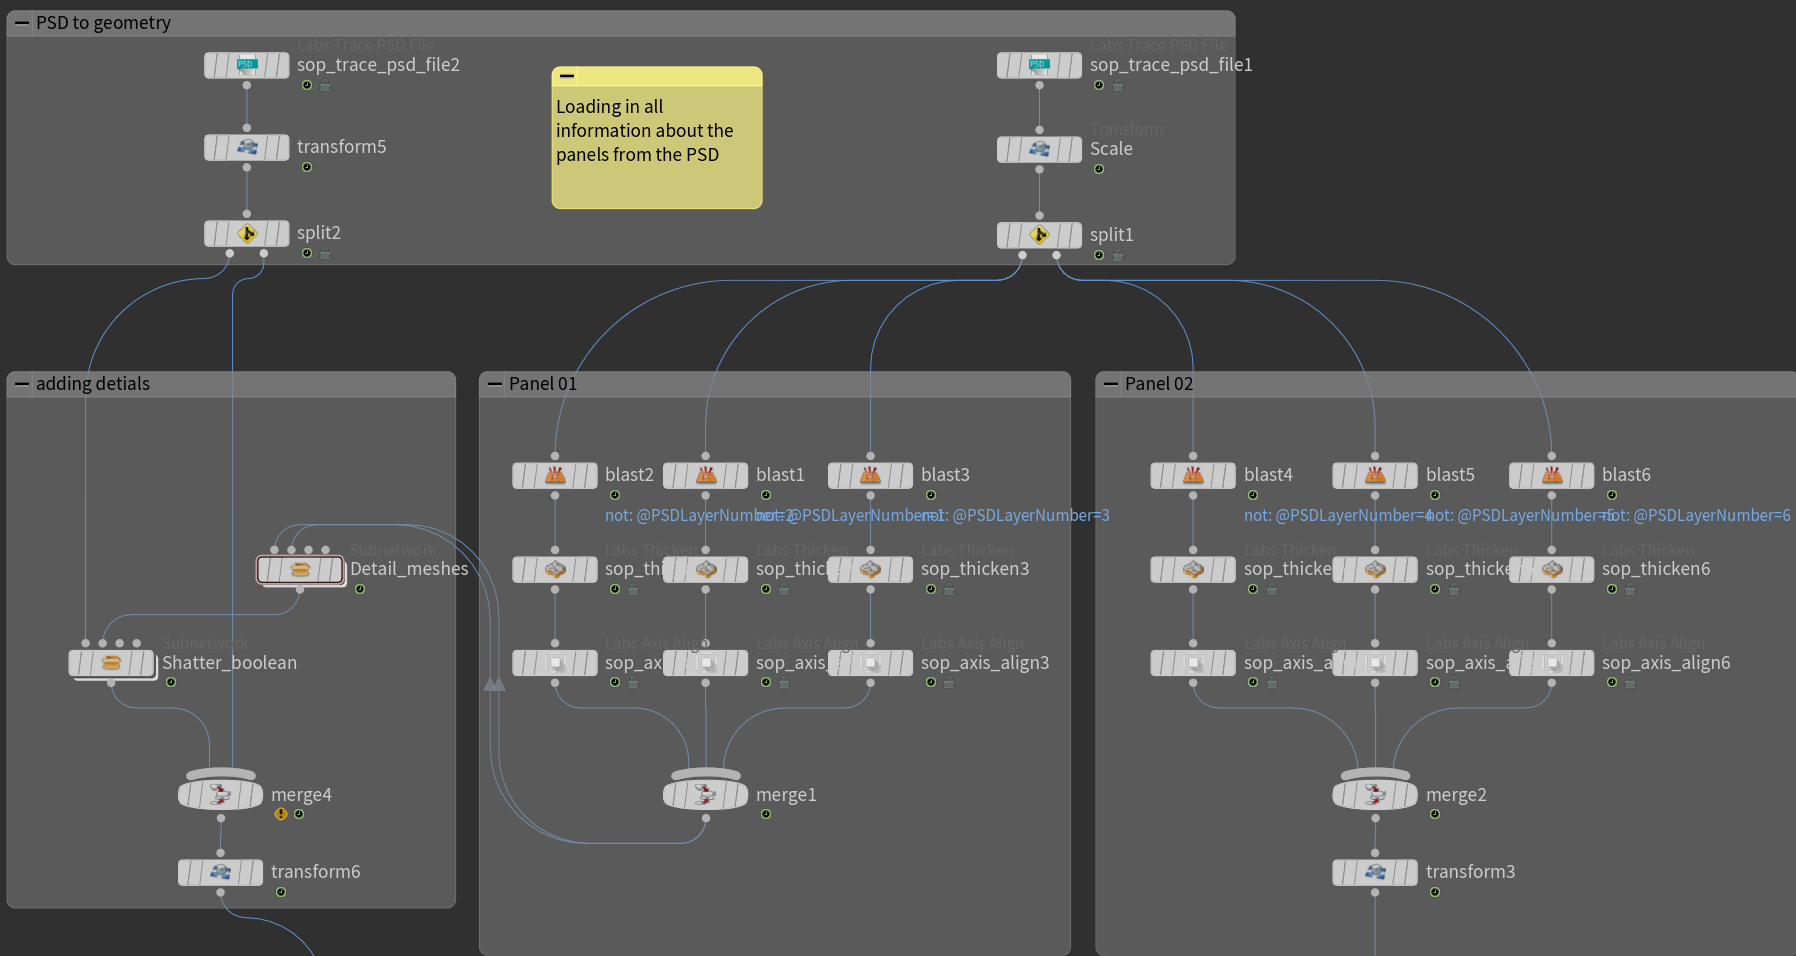 PSD to geometry
Labs Trace PSD File
sop_trace_psd_file2
Labs Trace PSD File
sop_trace_psd_file1
PSD
PSD
Loading in all
information about the
panels from the PSD
transform5
Transform
Scale
split2
split1
adding detials
Panel 01
Panel 02
blast2
blast1
blast3
blast4
blast5
blast6
not: @PSDLayerNumber=2
not: @PSDLayerNumber=1
not: @PSDLayerNumber=3
not: @PSDLayerNumber=4
not: @PSDLayerNumber=5
not: @PSDLayerNumber=6
Subnetwork
Detail_meshes
Labs Thicken
sop_thi
Labs Thicken
sop_thic
Labs Thicken
sop_thicken3
Labs Thicken
sop_thicke
Labs Thicken
sop_thicke
Labs Thicken
sop_thicken6
Subnetwork
Shatter_boolean
Labs Axis Align
sop_ax
Labs Axis Align
sop_axis_
Labs Axis Align
sop_axis_align3
Labs Axis Align
sop_axis_a
Labs Axis Align
sop_axis_a
Labs Axis Align
sop_axis_align6
merge4
merge1
merge2
transform6
transform3